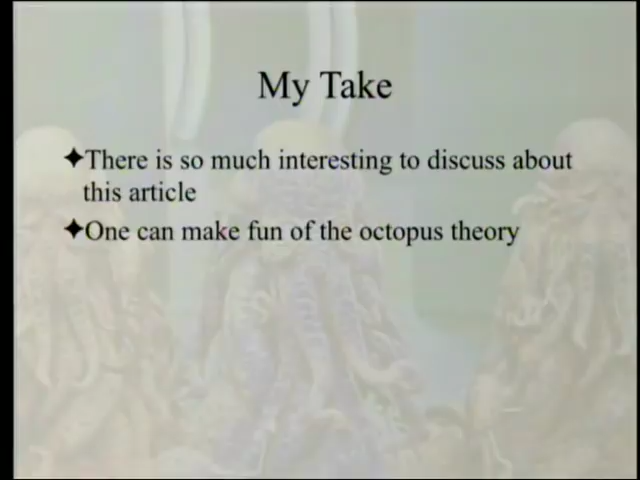 My Take
✦There is so much interesting to discuss about
this article
✦One can make fun of the octopus theory